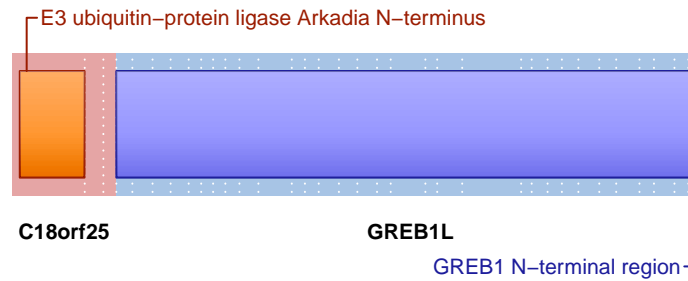 E3 ubiquitin−protein ligase Arkadia N−terminus
C18orf25 GREB1L
GREB1 N−terminal region